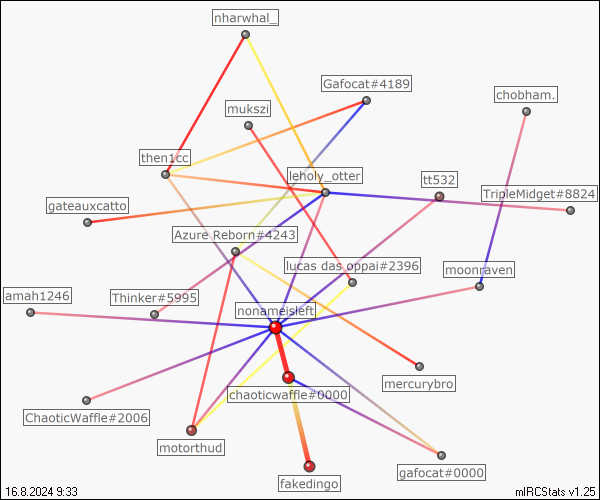 nharwhal_
Gafocat#4189
chobham.
mukszi
then1cc
leholy_otter
tt532
TripleMidget#8824
gateauxcatto
Azure Reborn#4243
lucas das oppai#2396
moonraven
amah1246
Thinker#5995
nonameisleft
mercurybro
chaoticwaffle#0000
ChaoticWaffle#2006
motorthud
gafocat#0000
fakedingo
16.8.2024 9:33
mIRCStats v1.25